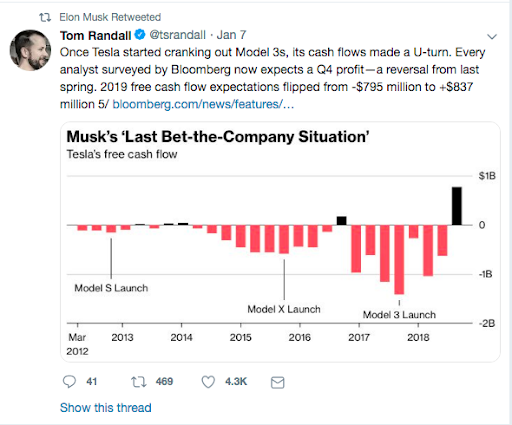 Elon Musk Retweeted
Tom Randall @tsrandall · Jan 7
Once Tesla started cranking out Model 3s, its cash flows made a U-turn. Every
analyst surveyed by Bloomberg now expects a Q4 profit—a reversal from last
spring. 2019 free cash flow expectations flipped from -$795 million to +$837
million 5/ bloomberg.com/news/features/…
Musk's 'Last Bet-the-Company Situation'
Tesla's free cash flow
$1B
0
-1B
Model S Launch
Model X Launch
Model 3 Launch
-2B
Mar 2013 2014 2015 2016 2017 2018
2012
41 469 4.3K
Show this thread